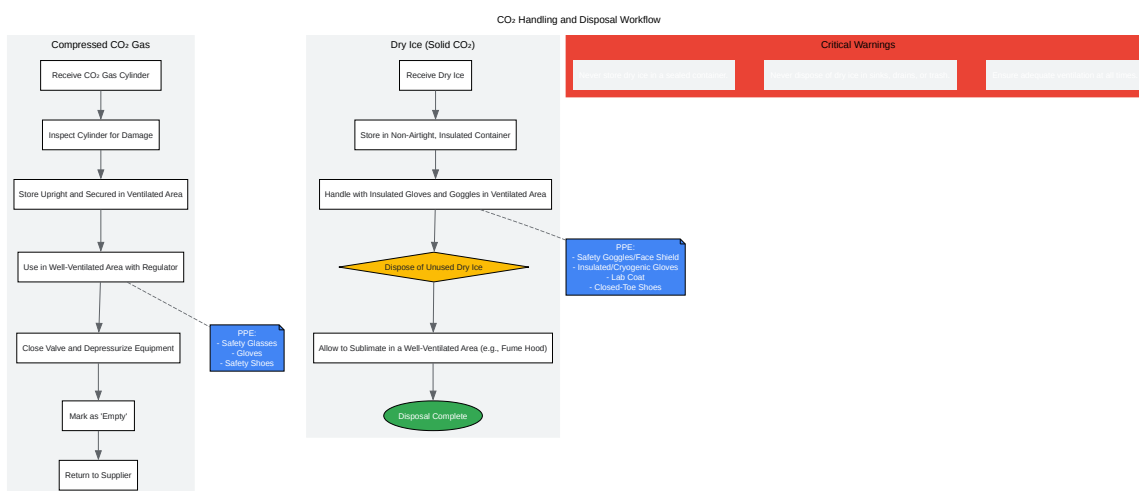 CO₂ Handling and Disposal Workflow
Compressed CO₂ Gas
Receive CO₂ Gas Cylinder
Inspect Cylinder for Damage
Store Upright and Secured in Ventilated Area
Use in Well-Ventilated Area with Regulator
PPE:
- Safety Glasses
- Gloves
- Safety Shoes
Close Valve and Depressurize Equipment
Mark as 'Empty'
Return to Supplier
Dry Ice (Solid CO₂)
Receive Dry Ice
Store in Non-Airtight, Insulated Container
Handle with Insulated Gloves and Goggles in Ventilated Area
PPE:
- Safety Goggles/Face Shield
- Insulated/Cryogenic Gloves
- Lab Coat
- Closed-Toe Shoes
Dispose of Unused Dry Ice
Allow to Sublimate in a Well-Ventilated Area (e.g., Fume Hood)
Disposal Complete
Critical Warnings